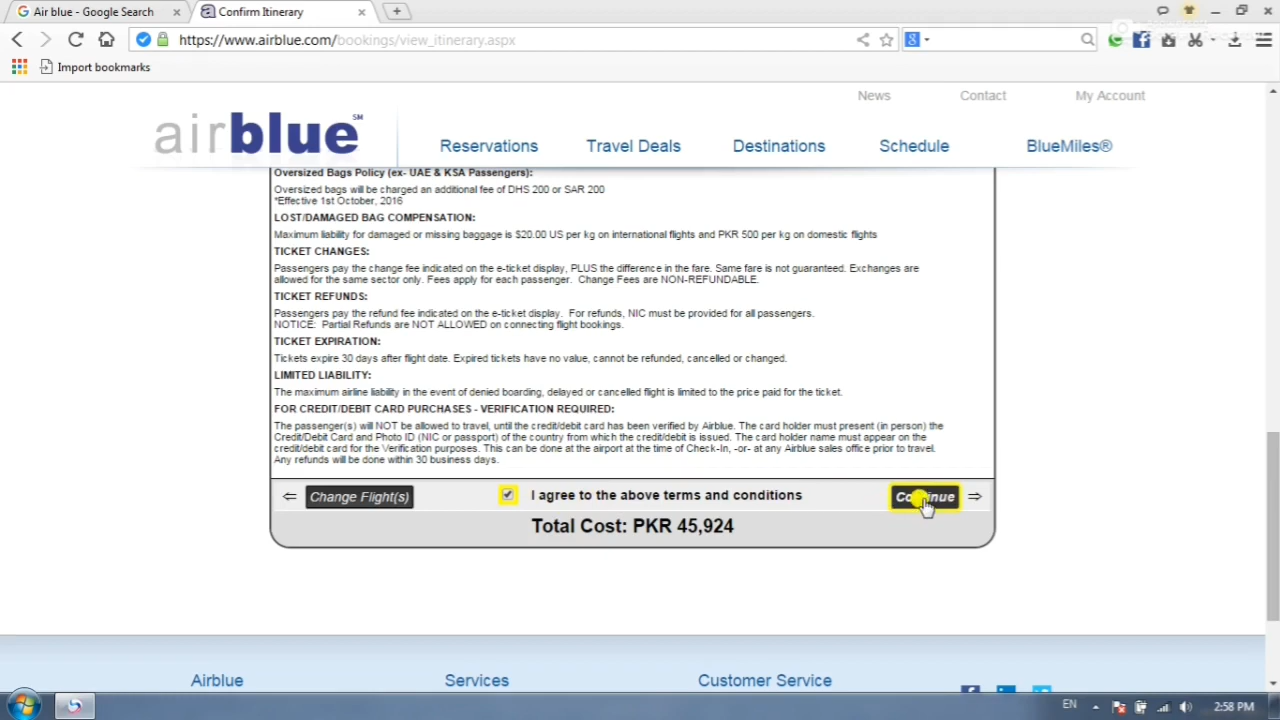 Air blue - Google Search
Confirm Itinerary
https://www.airblue.com/bookings/view_itinerary.aspx
Import bookmarks
News
Contact
My Account
airblue℠
Reservations
Travel Deals
Destinations
Schedule
BlueMiles®
Oversized Bags Policy (ex- UAE & KSA Passengers):
Oversized bags will be charged an additional fee of DHS 200 or SAR 200
*Effective 1st October, 2016
LOST/DAMAGED BAG COMPENSATION:
Maximum liability for damaged or missing baggage is $20.00 US per kg on international flights and PKR 500 per kg on domestic flights
TICKET CHANGES:
Passengers pay the change fee indicated on the e-ticket display, PLUS the difference in the fare. Same fare is not guaranteed. Exchanges are
allowed for the same sector only. Fees apply for each passenger. Change Fees are NON-REFUNDABLE.
TICKET REFUNDS:
Passengers pay the refund fee indicated on the e-ticket display. For refunds, NIC must be provided for all passengers.
NOTICE: Partial Refunds are NOT ALLOWED on connecting flight bookings.
TICKET EXPIRATION:
Tickets expire 30 days after flight date. Expired tickets have no value, cannot be refunded, cancelled or changed.
LIMITED LIABILITY:
The maximum airline liability in the event of denied boarding, delayed or cancelled flight is limited to the price paid for the ticket.
FOR CREDIT/DEBIT CARD PURCHASES - VERIFICATION REQUIRED:
The passenger(s) will NOT be allowed to travel, until the credit/debit card has been verified by Airblue. The card holder must present (in person) the
Credit/Debit Card and Photo ID (NIC or passport) of the country from which the credit/debit is issued. The card holder name must appear on the
credit/debit card for the Verification purposes. This can be done at the airport at the time of Check-In, -or- at any Airblue sales office prior to travel.
Any refunds will be done within 30 business days.
Change Flight(s)
I agree to the above terms and conditions
Continue
Total Cost: PKR 45,924
Airblue
Services
Customer Service
EN
2:58 PM